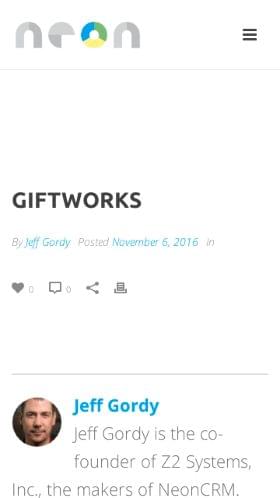 neon
GIFTWORKS
By Jeff Gordy Posted November 6, 2016 in
0 0
Jeff Gordy
Jeff Gordy is the co-
founder of Z2 Systems,
Inc., the makers of NeonCRM.